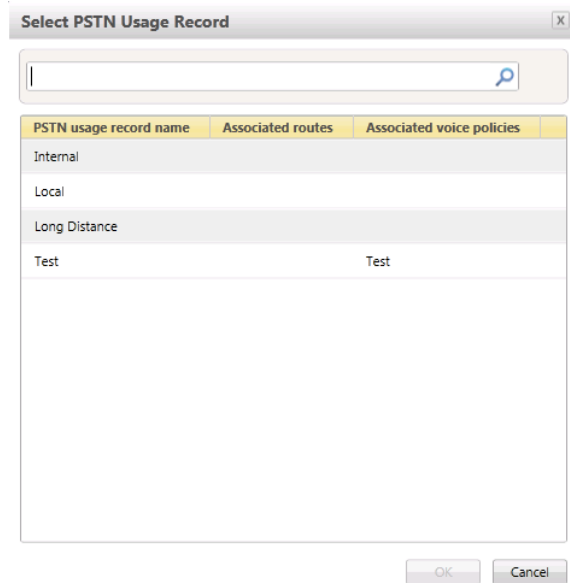 Select PSTN Usage Record X
PSTN usage record name Associated routes Associated voice policies
Internal
Local
Long Distance
Test Test
OK Cancel